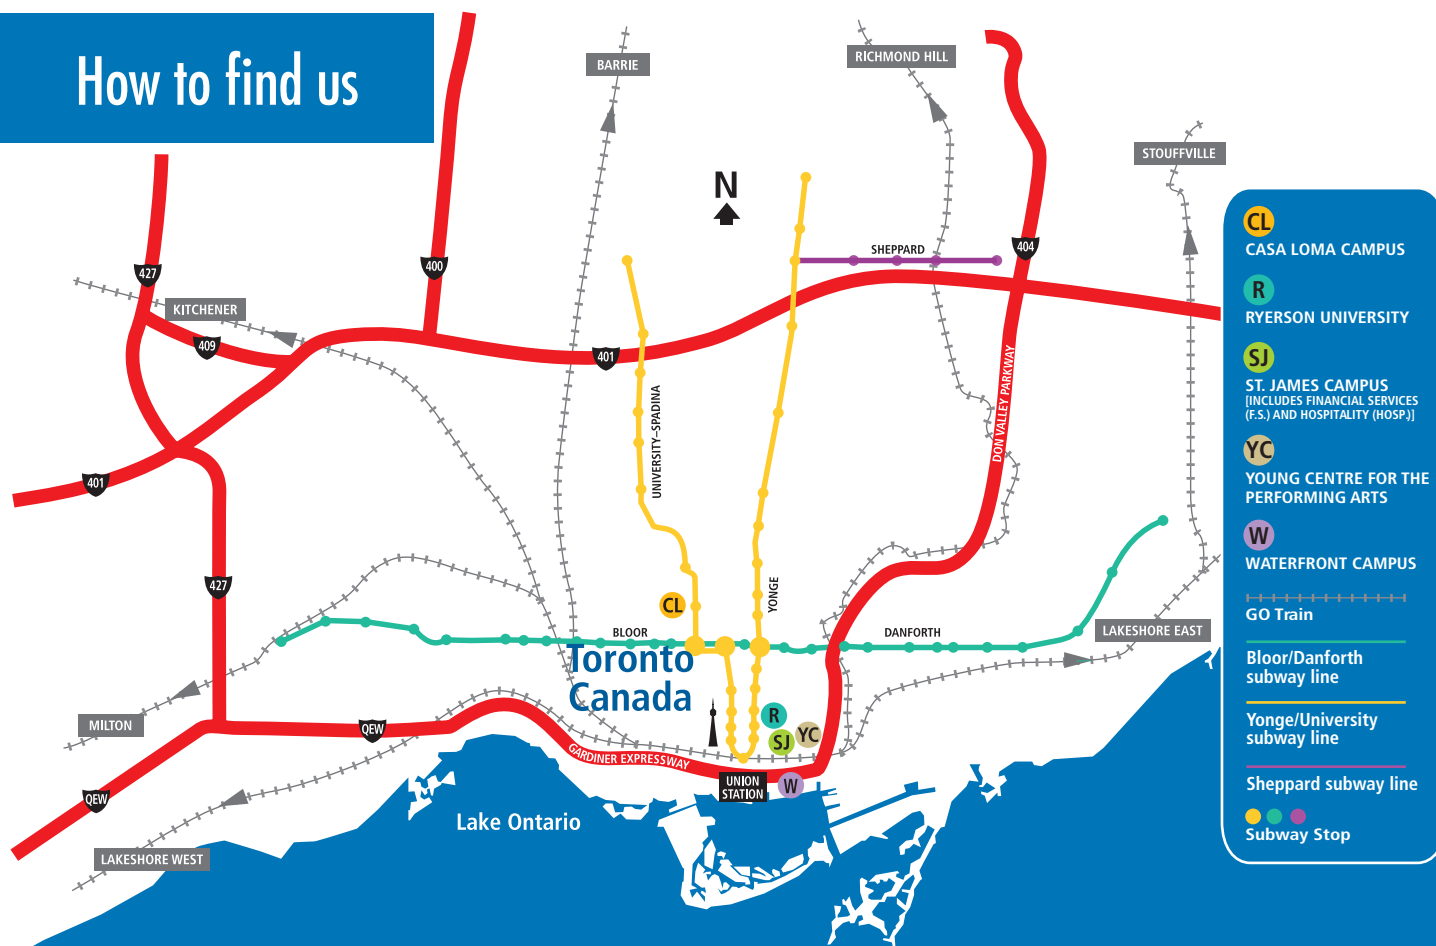 How to find us
BARRIE
RICHMOND HILL
STOUFFVILLE
N
SHEPPARD
404
427
400
KITCHENER
409
401
DON VALLEY PARKWAY
UNIVERSITY–SPADINA
401
427
CL
YONGE
BLOOR
DANFORTH
LAKESHORE EAST
Toronto
Canada
MILTON
QEW
R
SJ
YC
GARDINER EXPRESSWAY
UNION
STATION
W
QEW
Lake Ontario
LAKESHORE WEST
CL
CASA LOMA CAMPUS
R
RYERSON UNIVERSITY
SJ
ST. JAMES CAMPUS
[INCLUDES FINANCIAL SERVICES
(F.S.) AND HOSPITALITY (HOSP.)]
YC
YOUNG CENTRE FOR THE
PERFORMING ARTS
W
WATERFRONT CAMPUS
GO Train
Bloor/Danforth
subway line
Yonge/University
subway line
Sheppard subway line
Subway Stop